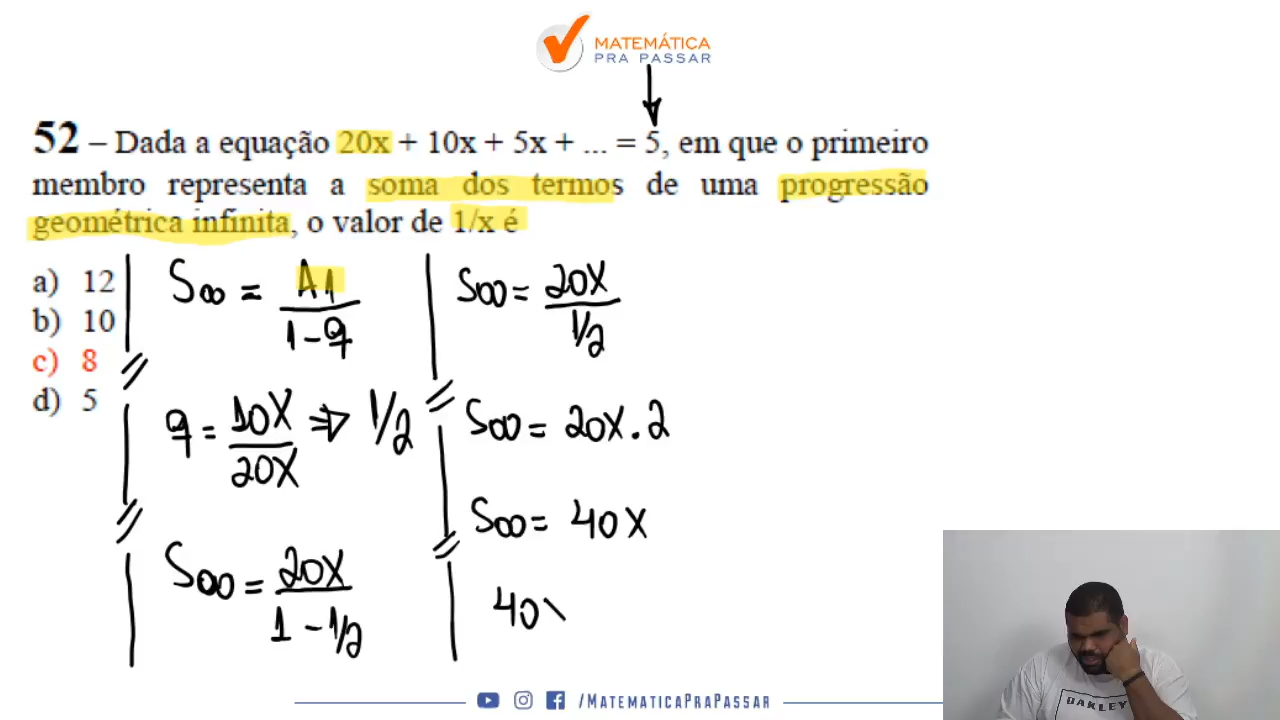 MATEMÁTICA
PRA PASSAR
52 – Dada a equação 20x + 10x + 5x + ... = 5, em que o primeiro
membro representa a soma dos termos de uma progressão
geométrica infinita, o valor de 1/x é
a) 12
b) 10
c) 8
d) 5
S∞ = A1 / 1 - q
q = 10X / 20X => 1/2
S∞ = 20X / 1 - 1/2
S∞ = 20X / 1/2
S∞ = 20X . 2
S∞ = 40X
40
/MATEMATICAPRAPASSAR
OAKLEY